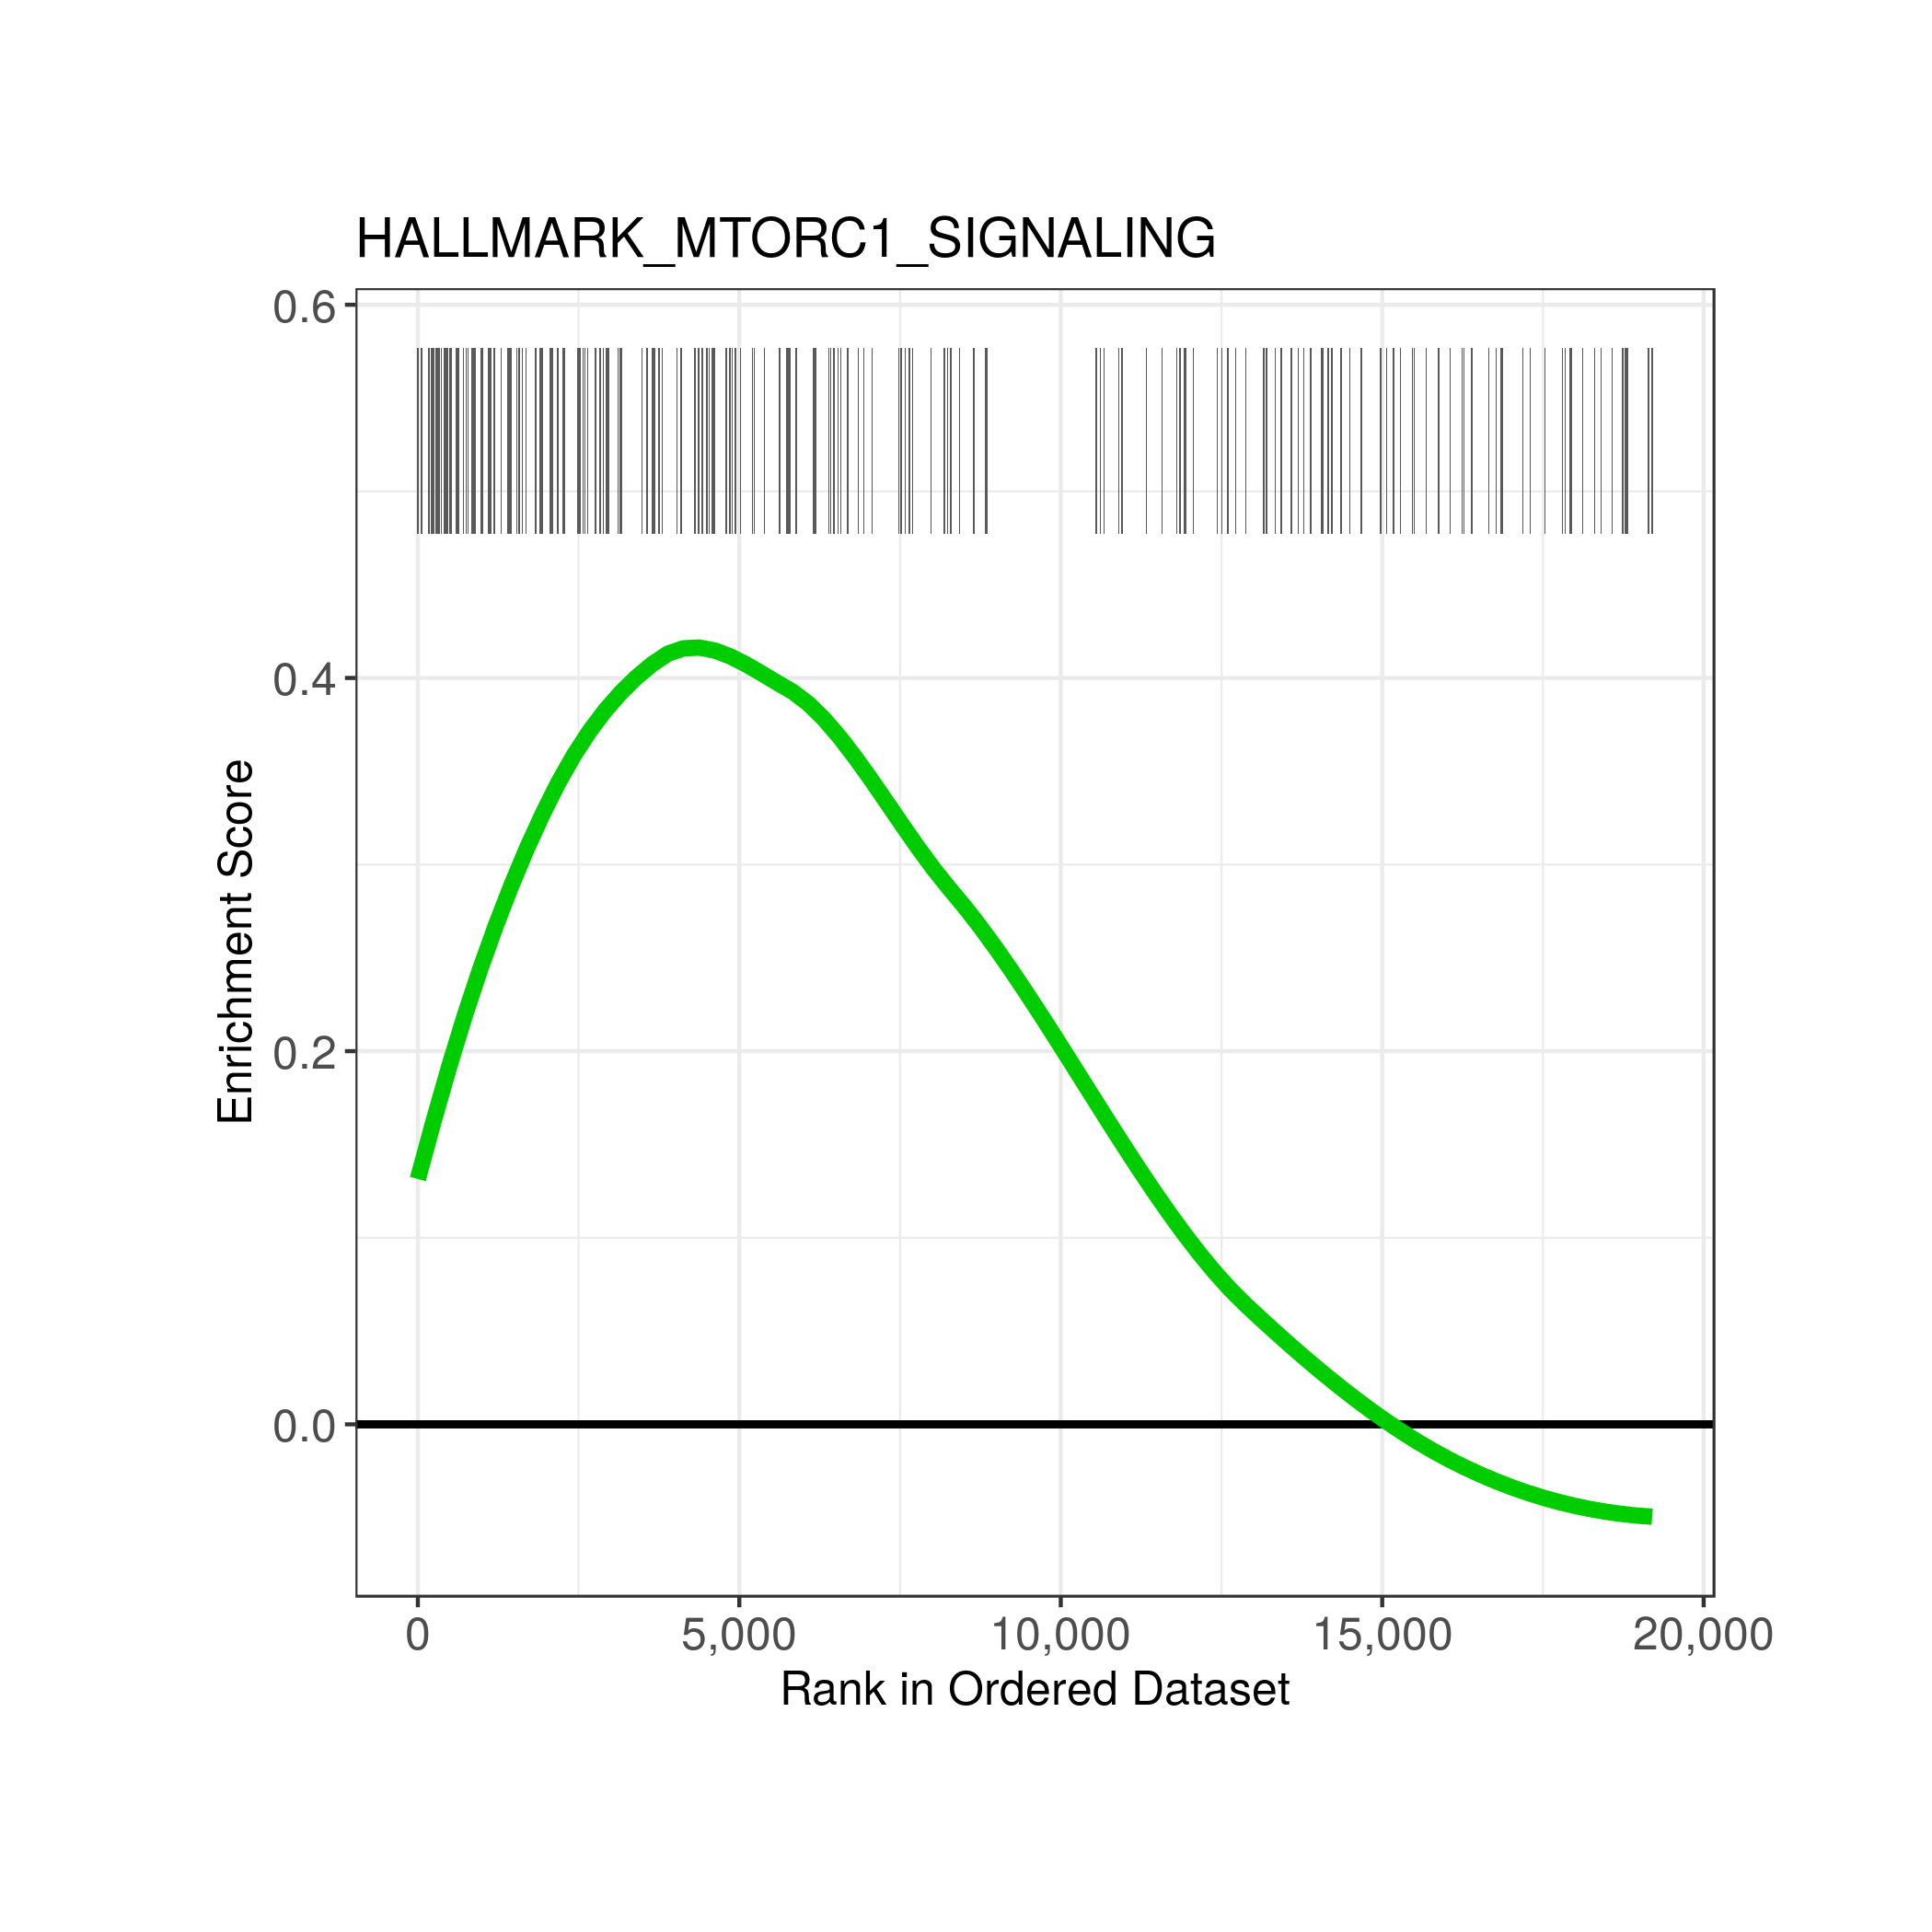 HALLMARK_MTORC1_SIGNALING
0.6
0.4
0.2
0.0
Enrichment Score
0 5,000 10,000 15,000 20,000
Rank in Ordered Dataset